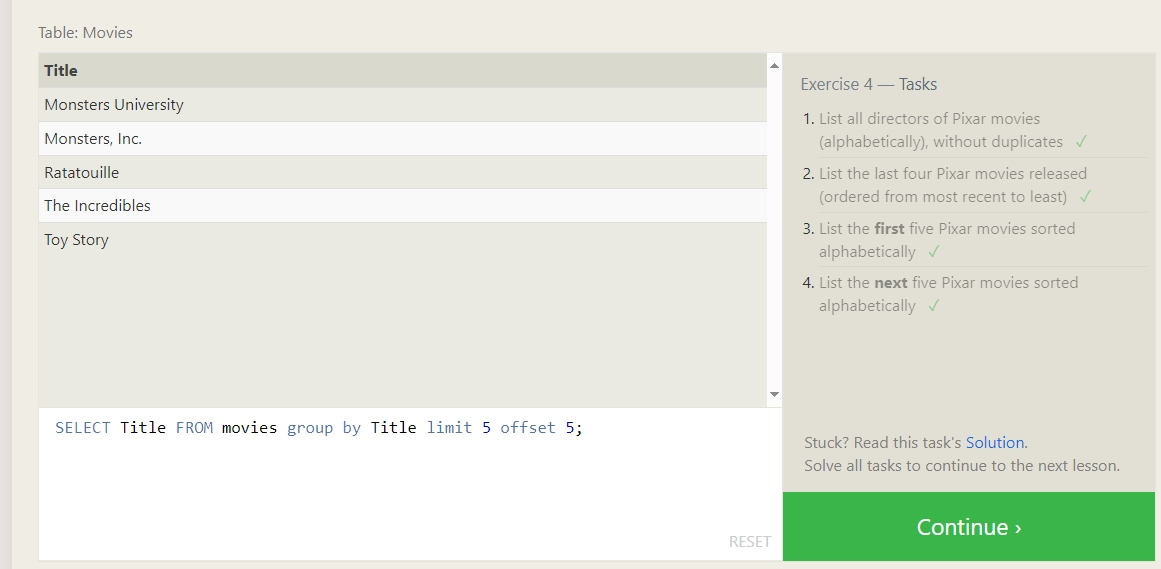 Table: Movies
Title
Monsters University
Monsters, Inc.
Ratatouille
The Incredibles
Toy Story
SELECT Title FROM movies group by Title limit 5 offset 5;
RESET
Exercise 4 — Tasks
1. List all directors of Pixar movies
(alphabetically), without duplicates ✓
2. List the last four Pixar movies released
(ordered from most recent to least) ✓
3. List the first five Pixar movies sorted
alphabetically ✓
4. List the next five Pixar movies sorted
alphabetically ✓
Stuck? Read this task's Solution.
Solve all tasks to continue to the next lesson.
Continue ›